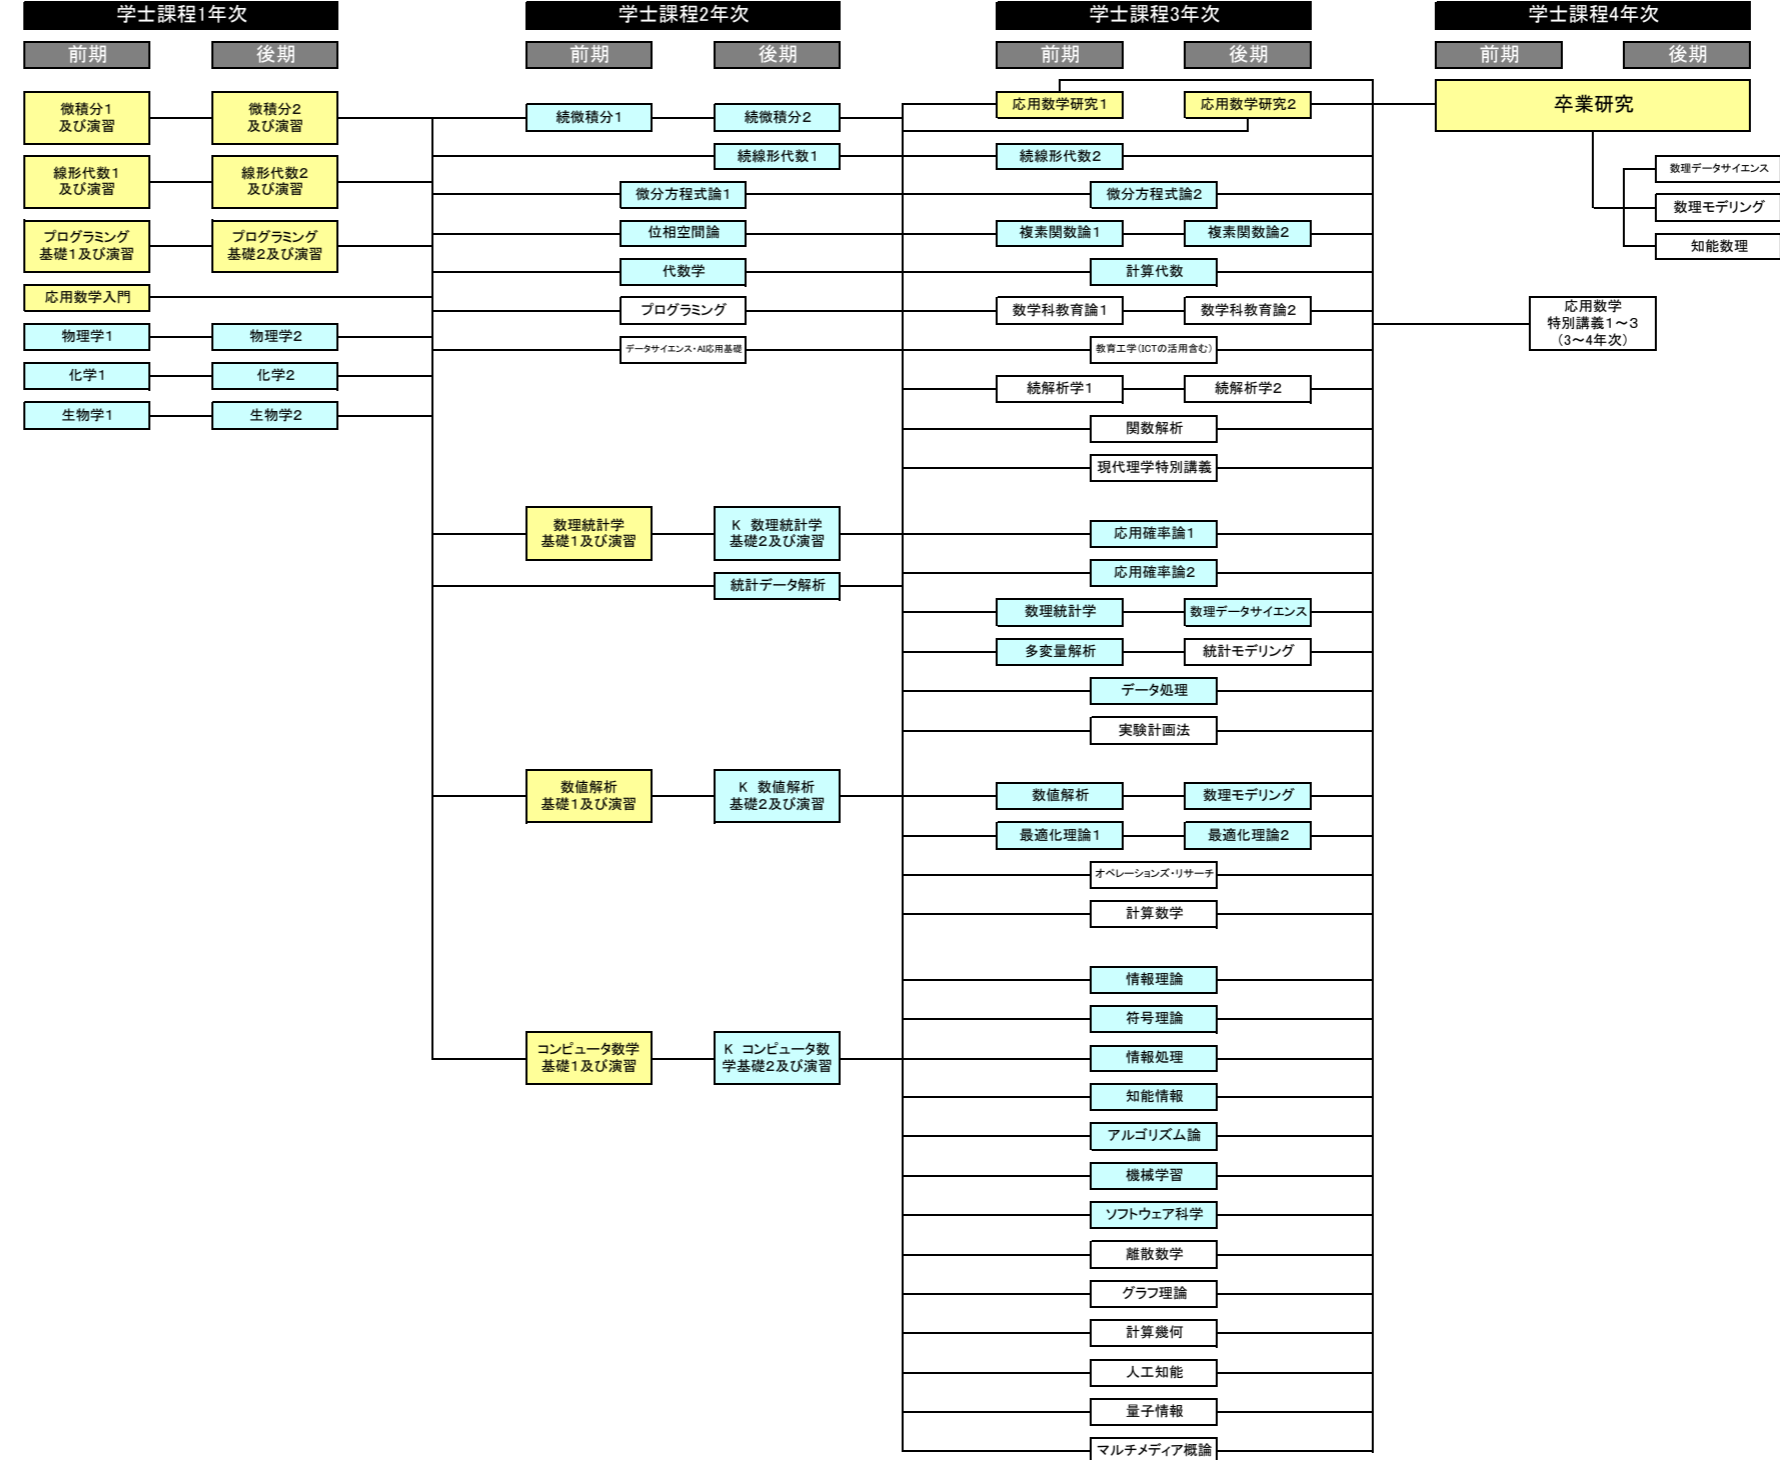 学士課程1年次
学士課程2年次
学士課程3年次
学士課程4年次
前期
後期
前期
後期
前期
後期
前期
後期
微積分1
及び演習
微積分2
及び演習
続微積分1
続微積分2
応用数学研究1
応用数学研究2
卒業研究
線形代数1
及び演習
線形代数2
及び演習
続線形代数1
続線形代数2
数理データサイエンス
微分方程式論1
微分方程式論2
数理モデリング
プログラミング
基礎1及び演習
プログラミング
基礎2及び演習
位相空間論
複素関数論1
複素関数論2
知能数理
代数学
計算代数
応用数学入門
プログラミング
数学科教育論1
数学科教育論2
応用数学
特別講義1～3
(3～4年次)
物理学1
物理学2
データサイエンス・AI応用基礎
教育工学(ICTの活用含む)
化学1
化学2
続解析学1
続解析学2
生物学1
生物学2
関数解析
現代理学特別講義
数理統計学
基礎1及び演習
K 数理統計学
基礎2及び演習
応用確率論1
応用確率論2
統計データ解析
数理統計学
数理データサイエンス
多変量解析
統計モデリング
データ処理
実験計画法
数値解析
基礎1及び演習
K 数値解析
基礎2及び演習
数値解析
数理モデリング
最適化理論1
最適化理論2
オペレーションズ・リサーチ
計算数学
情報理論
符号理論
コンピュータ数学
基礎1及び演習
K コンピュータ数
学基礎2及び演習
情報処理
知能情報
アルゴリズム論
機械学習
ソフトウェア科学
離散数学
グラフ理論
計算幾何
人工知能
量子情報
マルチメディア概論